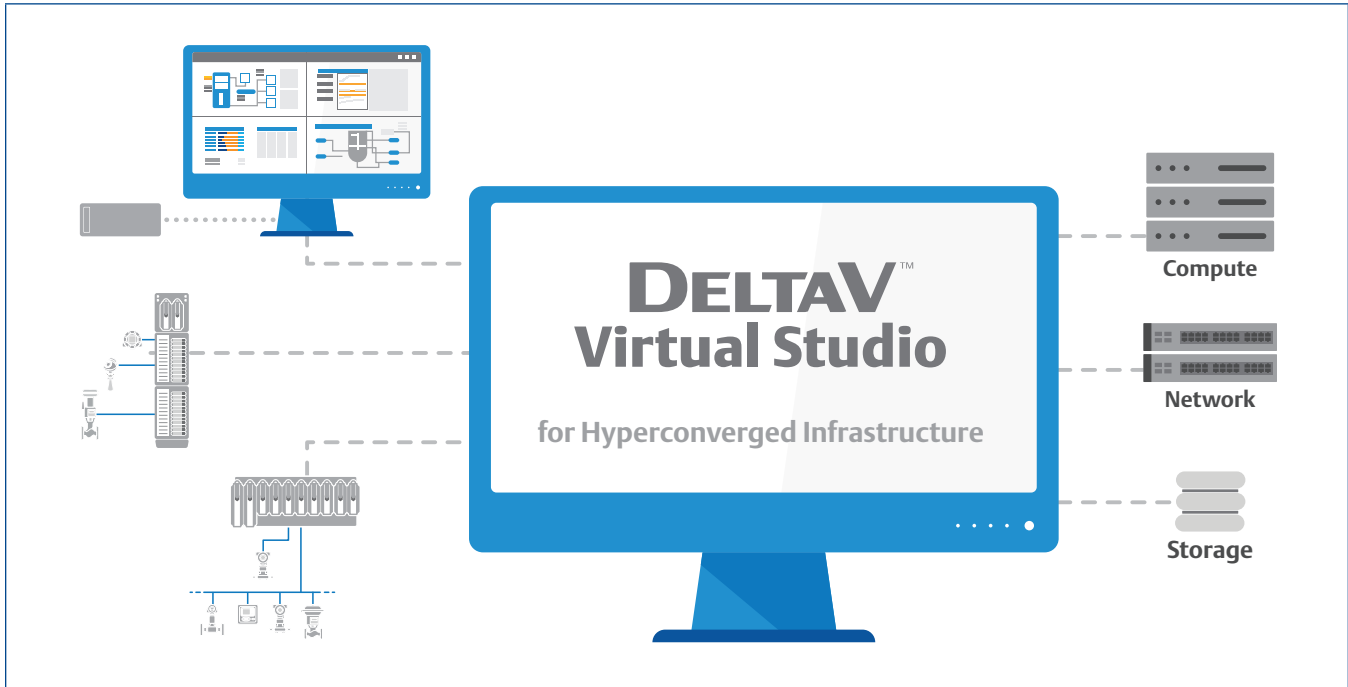 DELTAV™
Virtual Studio
for Hyperconverged Infrastructure
Compute
Network
Storage